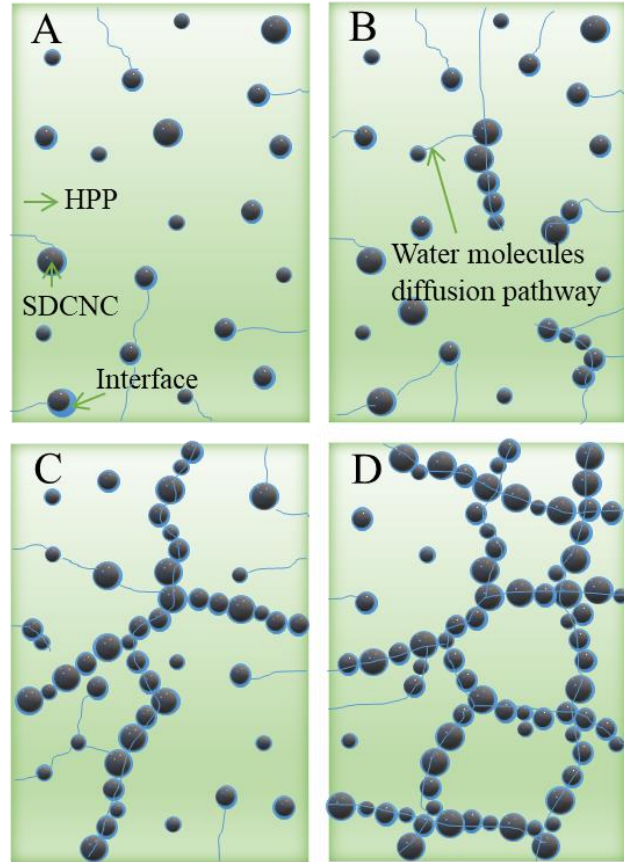 A
HPP
SDCNC
Interface
B
Water molecules
diffusion pathway
C
D